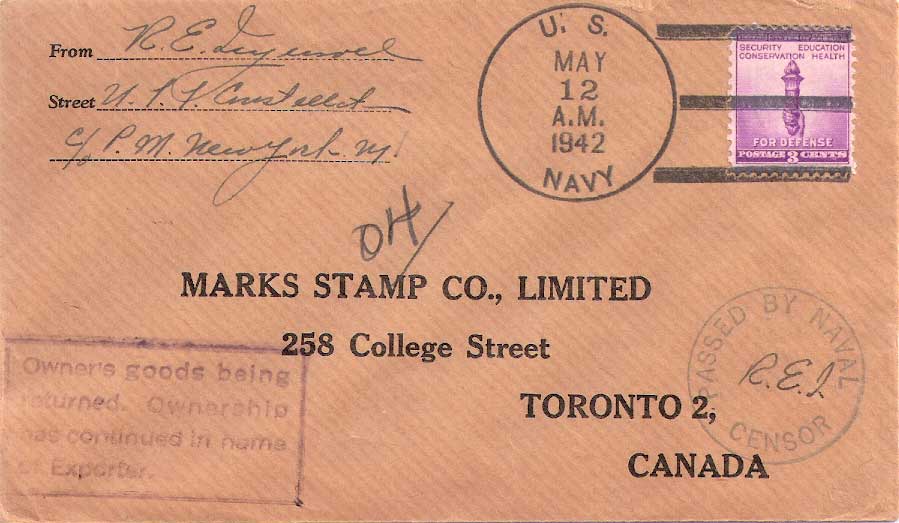 From R. E. Ingersoll
Street U. S. S. Constellation
c/o P. M. New York N.Y.
U. S.
MAY
12
A.M.
1942
NAVY
SECURITY EDUCATION
CONSERVATION HEALTH
FOR DEFENSE
POSTAGE 3 CENTS
MARKS STAMP CO., LIMITED
258 College Street
TORONTO 2,
CANADA
PASSED BY NAVAL
R.E.I
CENSOR
Owner's goods being
returned. Ownership
has continued in name
of Exporter.